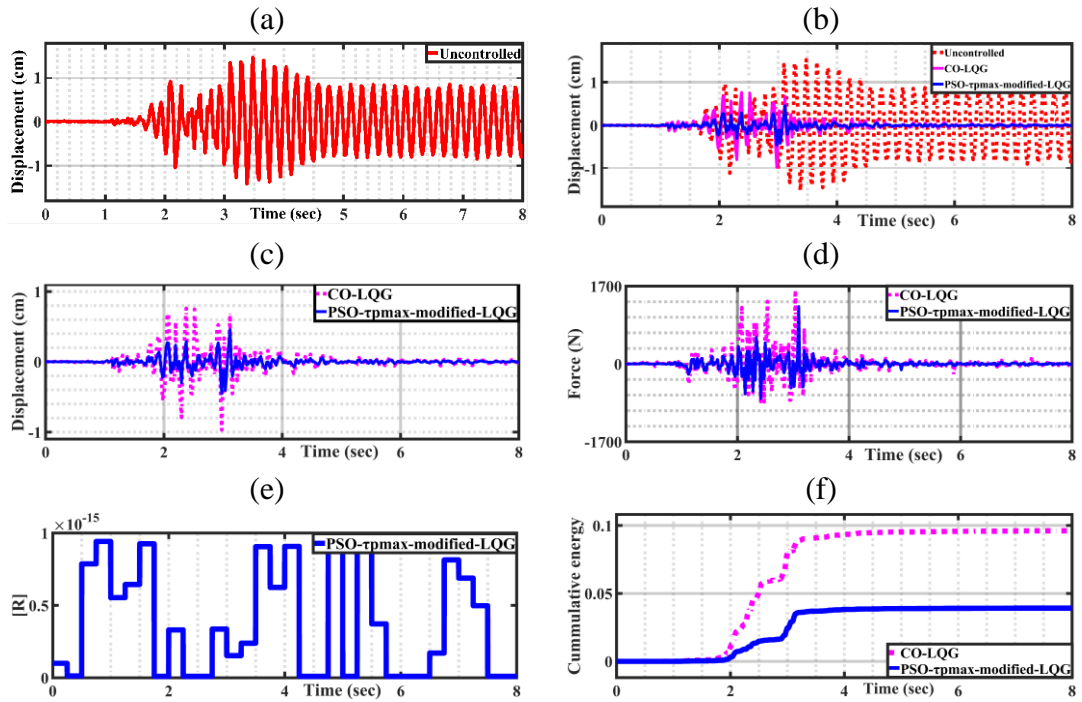 (a)
Displacement (cm)
1
0
-1
Uncontrolled
0 1 2 3 4 5 6 7 8
Time (sec)
(b)
Displacement (cm)
1
0
-1
Uncontrolled
CO-LQG
PSO-τpmax-modified-LQG
0 2 4 6 8
Time (sec)
(c)
Displacement (cm)
1
0
-1
CO-LQG
PSO-τpmax-modified-LQG
0 2 4 6 8
Time (sec)
(d)
Force (N)
1700
0
-1700
CO-LQG
PSO-τpmax-modified-LQG
0 2 4 6 8
Time (sec)
(e)
×10-15
[R]
1
0.5
0
PSO-τpmax-modified-LQG
0 2 4 6 8
Time (sec)
(f)
Cummulative energy
0.1
0.05
0
CO-LQG
PSO-τpmax-modified-LQG
0 2 4 6 8
Time (sec)